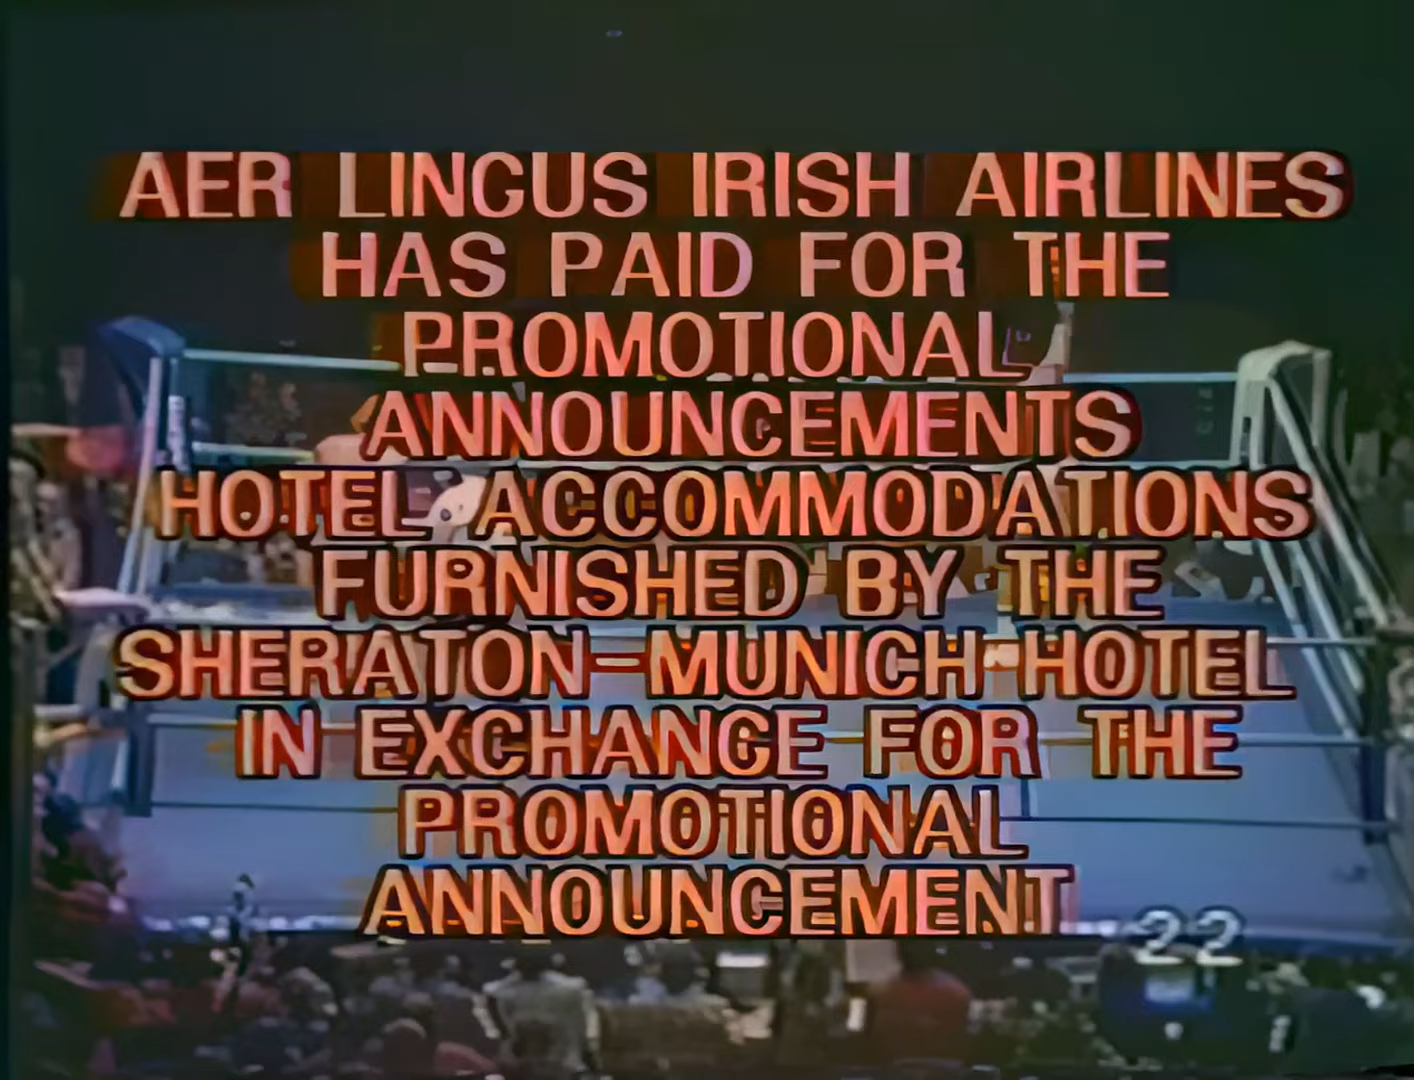 AER LINGUS IRISH AIRLINES
HAS PAID FOR THE
PROMOTIONAL
ANNOUNCEMENTS
HOTEL ACCOMMODATIONS
FURNISHED BY THE
SHERATON-MUNICH HOTEL
IN EXCHANGE FOR THE
PROMOTIONAL
ANNOUNCEMENT
22